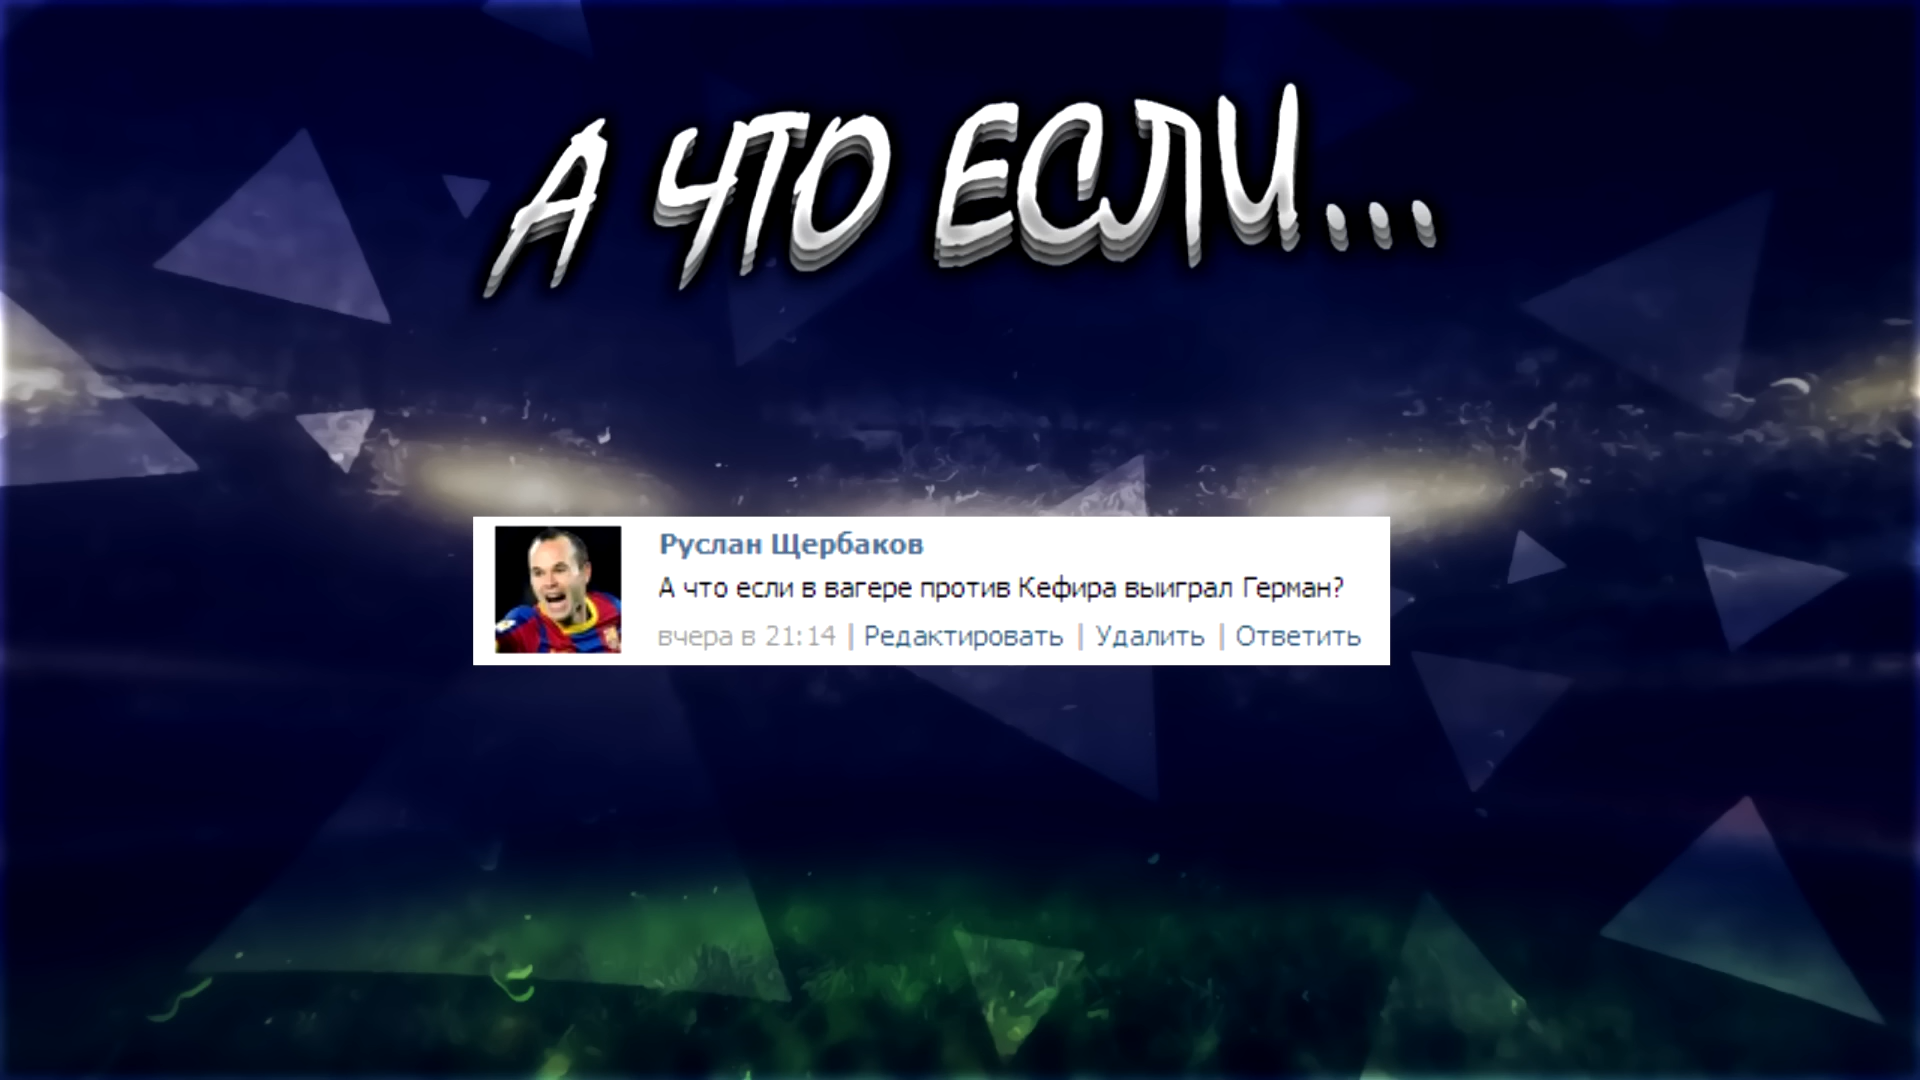 А ЧТО ЕСЛИ...
Руслан Щербаков
А что если в вагере против Кефира выиграл Герман?
вчера в 21:14 | Редактировать | Удалить | Ответить